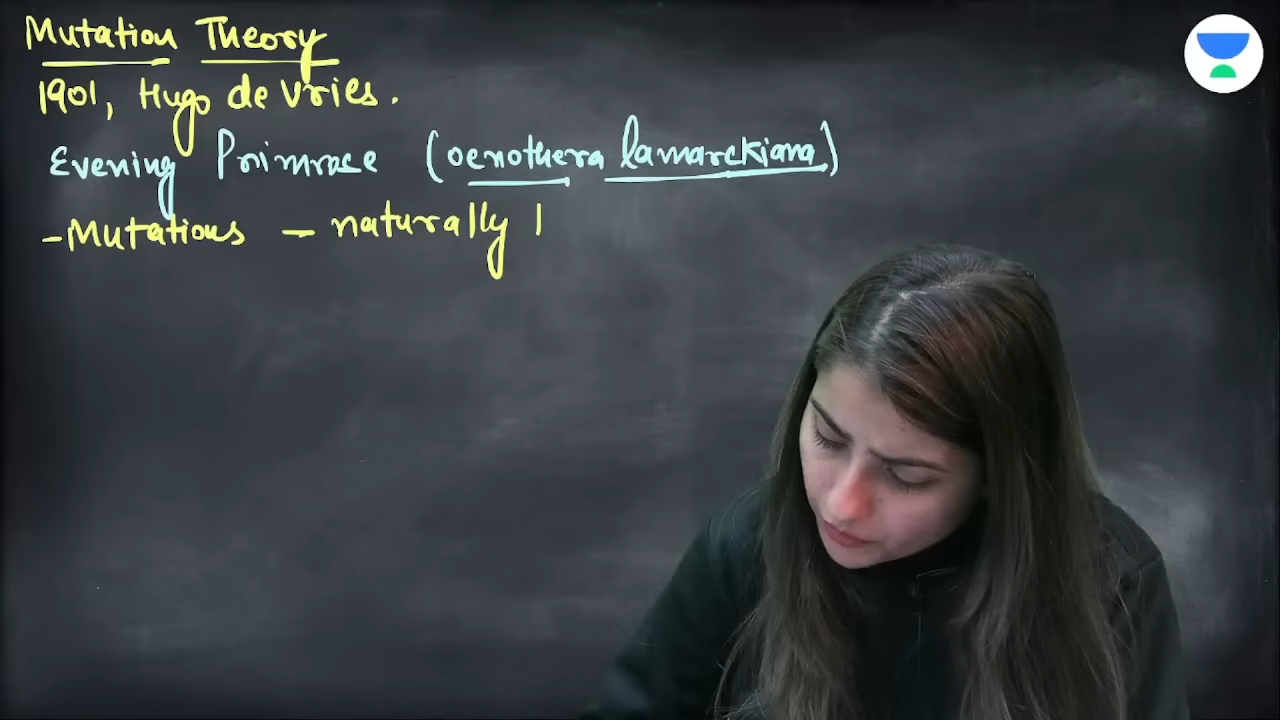 Mutation Theory
1901, Hugo de Vries.
Evening Primrose (oenothera lamarckiana)
-Mutations - naturally